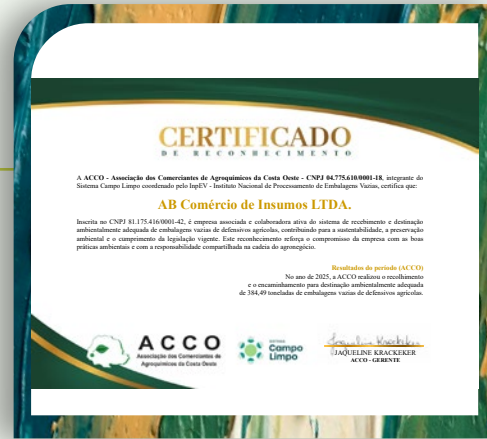 CERTIFICADO
DE RECONHECIMENTO
A ACCO - Associação dos Comerciantes de Agroquímicos da Costa Oeste - CNPJ 04.775.610/0001-18, integrante do
Sistema Campo Limpo coordenado pelo InpEV - Instituto Nacional de Processamento de Embalagens Vazias, certifica que:
AB Comércio de Insumos LTDA.
Inscrita no CNPJ 81.175.416/0001-42, é empresa associada e colaboradora ativa do sistema de recebimento e destinação
ambientalmente adequada de embalagens vazias de defensivos agrícolas, contribuindo para a sustentabilidade, a preservação
ambiental e o cumprimento da legislação vigente. Este reconhecimento reforça o compromisso da empresa com as boas
práticas ambientais e com a responsabilidade compartilhada na cadeia do agronegócio.
Resultados do período (ACCO)
No ano de 2025, a ACCO realizou o recolhimento
e o encaminhamento para destinação ambientalmente adequada
de 384,49 toneladas de embalagens vazias de defensivos agrícolas.
ACCO
Associação dos Comerciantes de
Agroquímicos da Costa Oeste
SISTEMA
Campo
Limpo
Jaqueline Krackeker
JAQUELINE KRACKEKER
ACCO - GERENTE